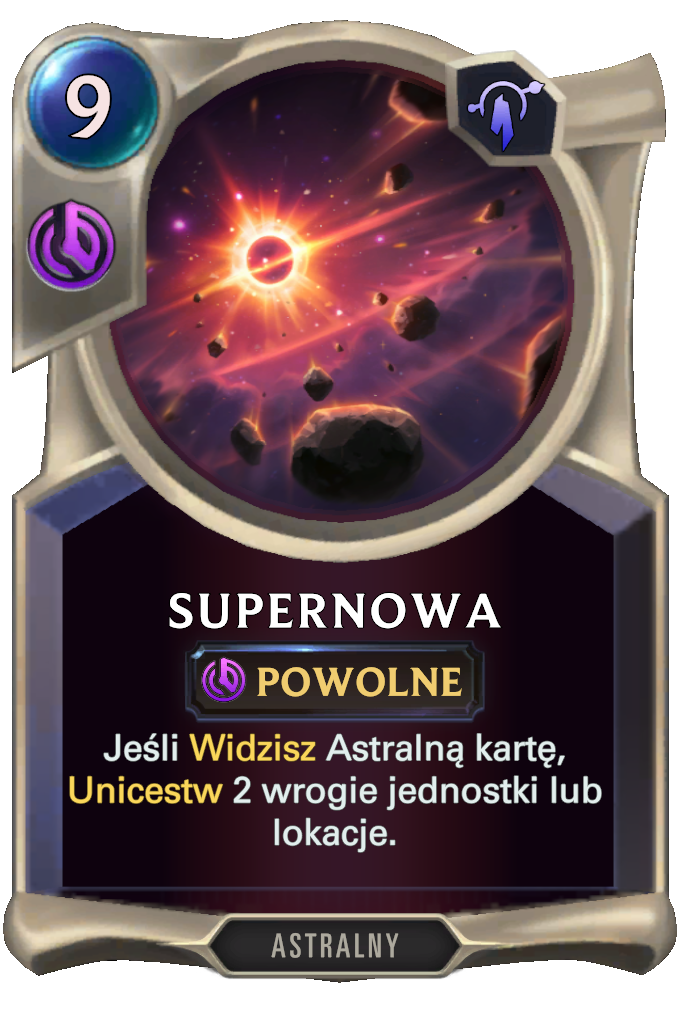 9
SUPERNOWA
POWOLNE
Jeśli Widzisz Astralną kartę,
Unicestw 2 wrogie jednostki lub
lokacje.
ASTRALNY